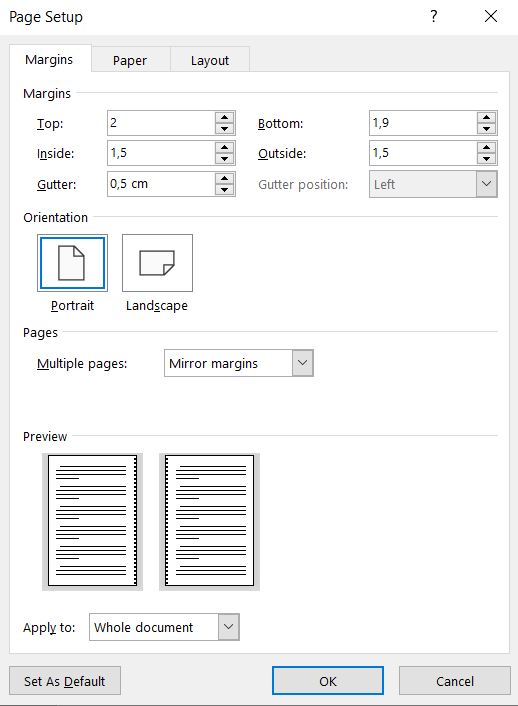 Page Setup ?
Margins Paper Layout
Margins
Top: 2 Bottom: 1,9
Inside: 1,5 Outside: 1,5
Gutter: 0,5 cm Gutter position: Left
Orientation
Portrait Landscape
Pages
Multiple pages: Mirror margins
Preview
Apply to: Whole document
Set As Default OK Cancel